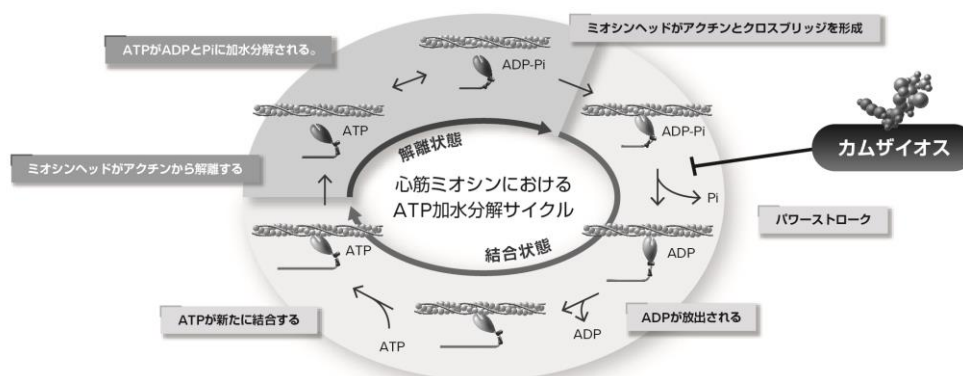 ミオシンヘッドがアクチンとクロスブリッジを形成
ATPがADPとPiに加水分解される。
ADP-Pi
ATP
ADP-Pi
カムザイオス
解離状態
ミオシンヘッドがアクチンから解離する
心筋ミオシンにおける
ATP加水分解サイクル
Pi
パワーストローク
結合状態
ATP
ADP
ATPが新たに結合する
ATP
ADP
ADPが放出される